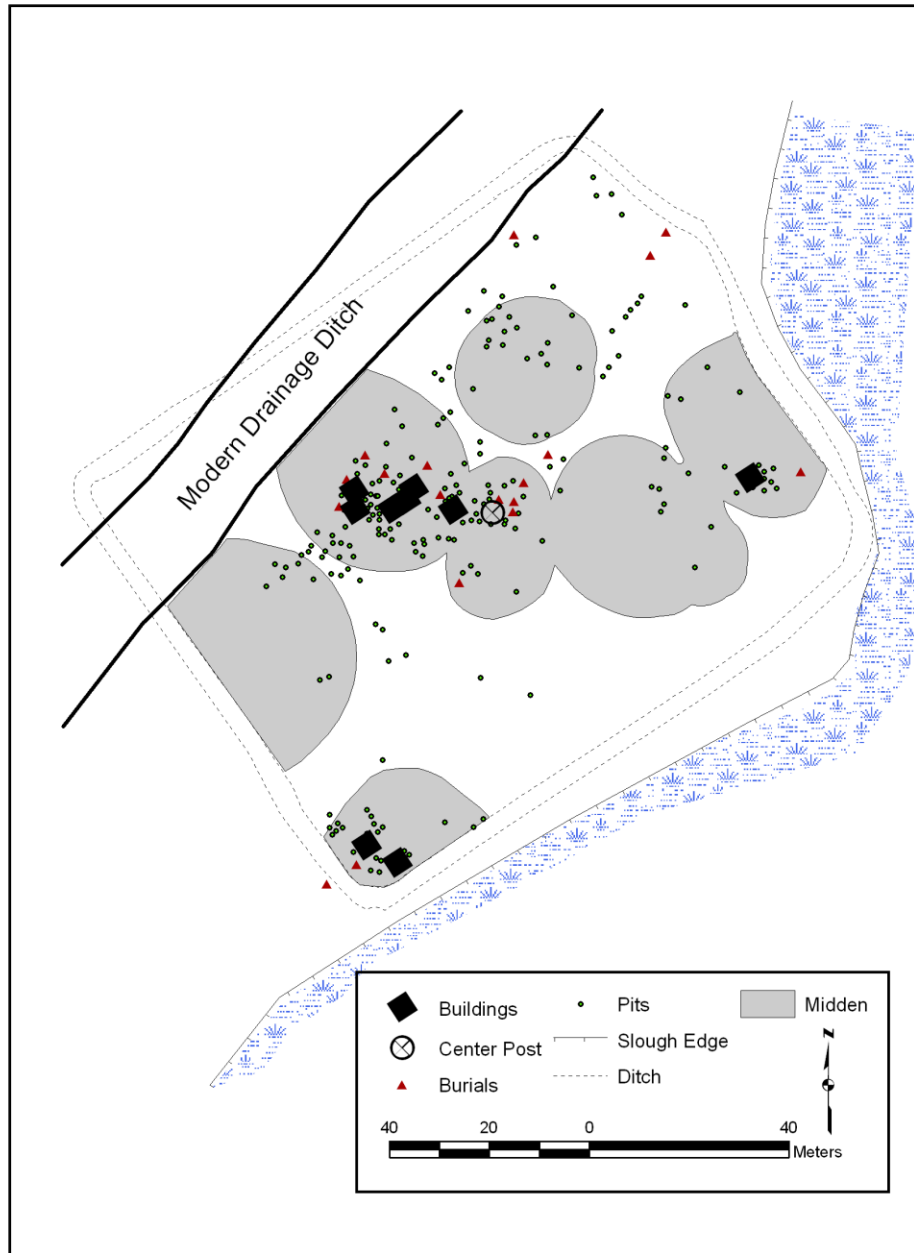 Modern Drainage Ditch
Buildings
Pits
Midden
Center Post
Slough Edge
Burials
Ditch
N
40 20 0 40
Meters